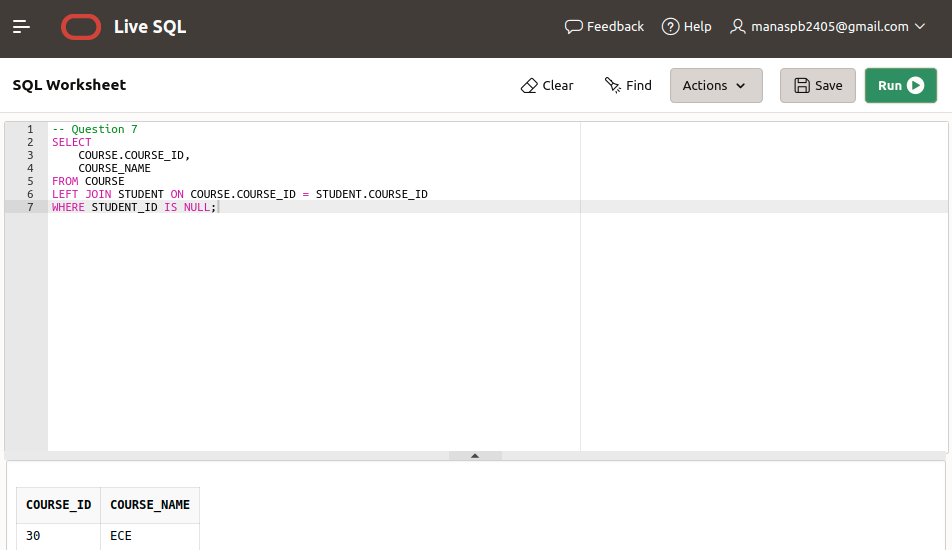 Live SQL
Feedback
Help
manaspb2405@gmail.com
SQL Worksheet
Clear
Find
Actions
Save
Run
1 -- Question 7
2 SELECT
3 COURSE.COURSE_ID,
4 COURSE_NAME
5 FROM COURSE
6 LEFT JOIN STUDENT ON COURSE.COURSE_ID = STUDENT.COURSE_ID
7 WHERE STUDENT_ID IS NULL;
COURSE_ID COURSE_NAME
30 ECE